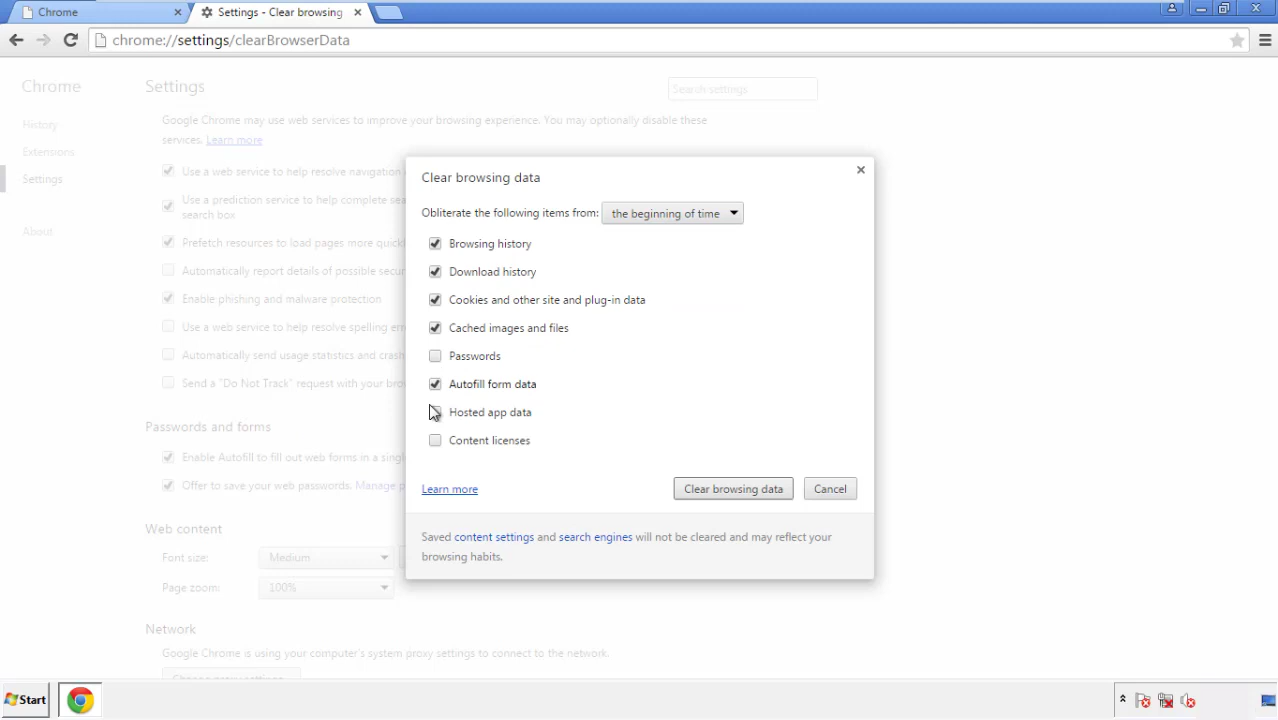 Chrome
Settings - Clear browsing
chrome://settings/clearBrowserData
Chrome
Settings
Search settings
History
Extensions
Settings
About
Google Chrome may use web services to improve your browsing experience. You may optionally disable these
services. Learn more
Use a web service to help resolve navigation
Use a prediction service to help complete
search box
Prefetch resources to load pages more
Automatically report details of possible
Enable phishing and malware protection
Use a web service to help resolve spelling
Automatically send usage statistics and
Send a "Do Not Track" request with your
Passwords and forms
Enable Autofill to fill out web forms in a
Offer to save your web passwords. Manage
Web content
Font size: Medium
Page zoom: 100%
Network
Google Chrome is using your computer's system proxy settings to connect to the network.
Clear browsing data
Obliterate the following items from: the beginning of time
Browsing history
Download history
Cookies and other site and plug-in data
Cached images and files
Passwords
Autofill form data
Hosted app data
Content licenses
Learn more
Clear browsing data
Cancel
Saved content settings and search engines will not be cleared and may reflect your
browsing habits.
Start